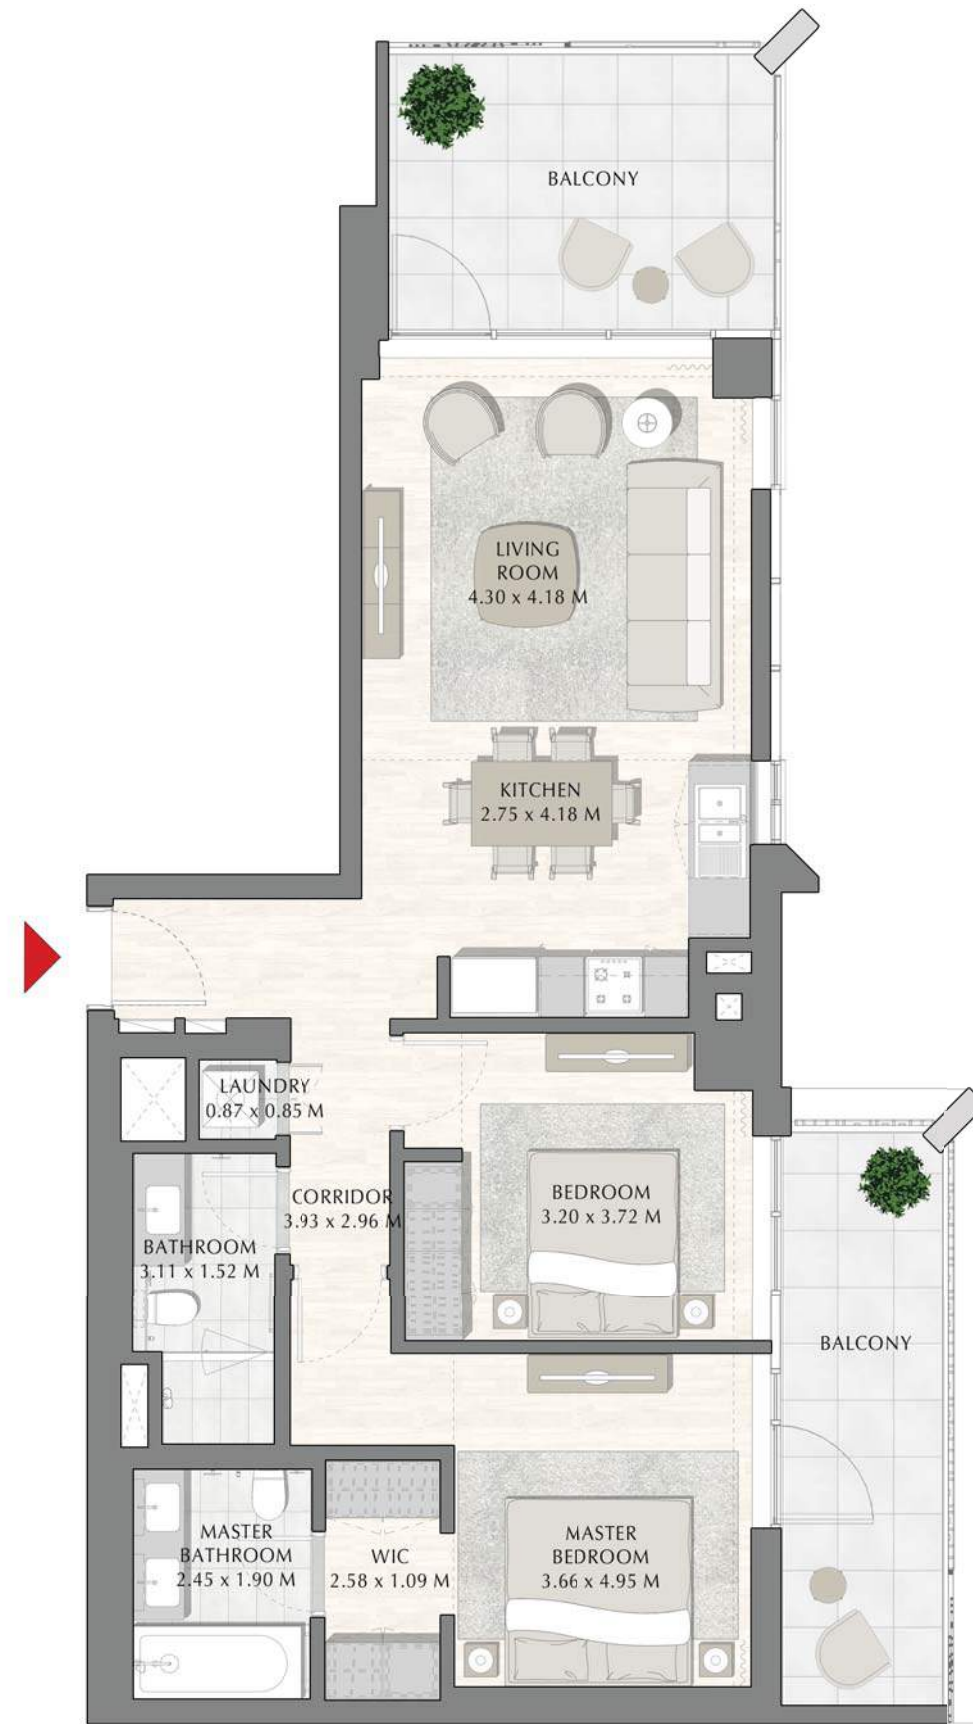 BALCONY
LIVING
ROOM
4.30 x 4.18 M
KITCHEN
2.75 x 4.18 M
LAUNDRY
0.87 x 0.85 M
CORRIDOR
3.93 x 2.96 M
BEDROOM
3.20 x 3.72 M
BATHROOM
3.11 x 1.52 M
BALCONY
MASTER
BATHROOM
2.45 x 1.90 M
WIC
2.58 x 1.09 M
MASTER
BEDROOM
3.66 x 4.95 M